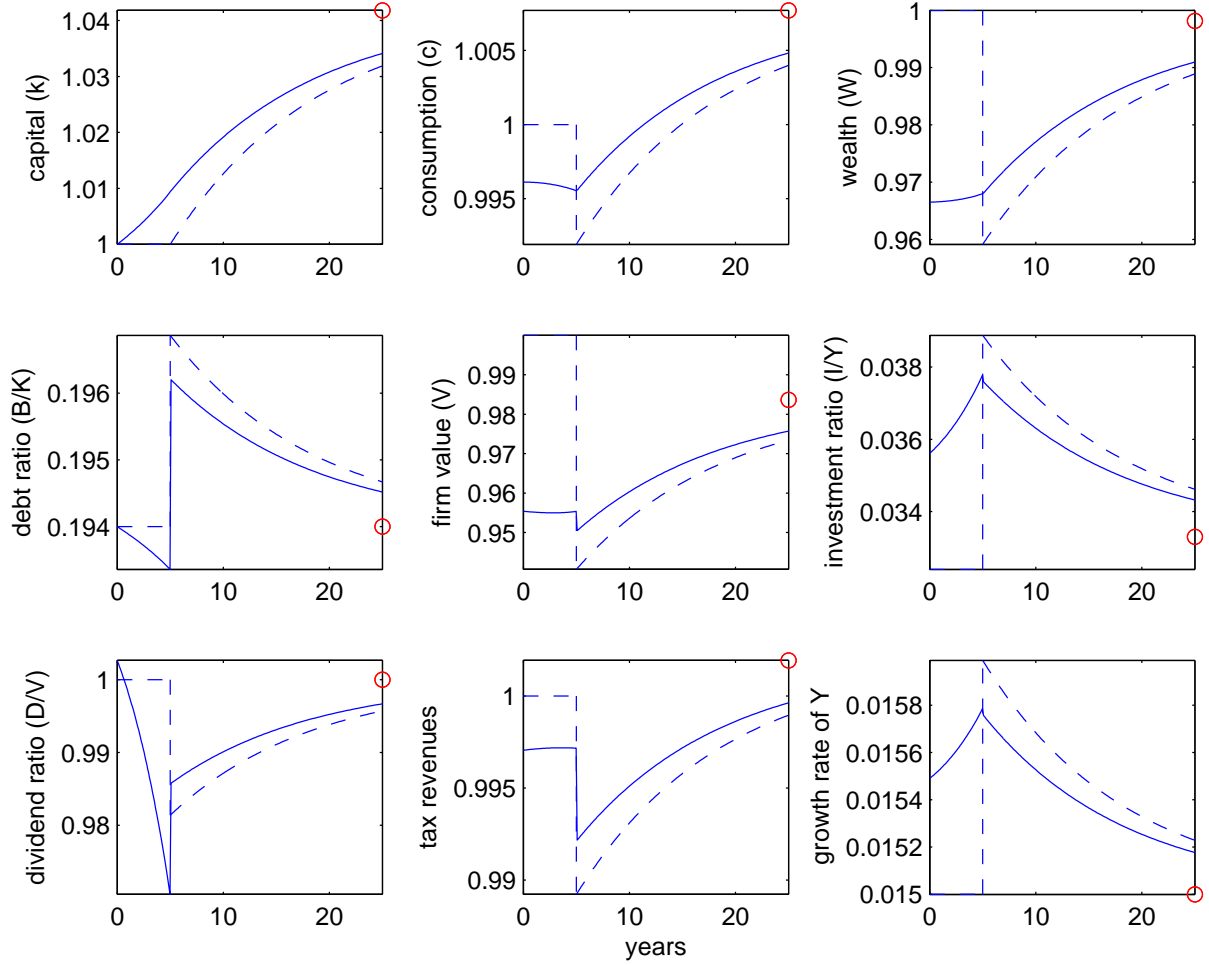 capital (k)
1.04
1.03
1.02
1.01
1
0 10 20
consumption (c)
1.005
1
0.995
0 10 20
wealth (W)
1
0.99
0.98
0.97
0.96
0 10 20
debt ratio (B/K)
0.196
0.195
0.194
0 10 20
firm value (V)
0.99
0.98
0.97
0.96
0.95
0 10 20
investment ratio (I/Y)
0.038
0.036
0.034
0 10 20
dividend ratio (D/V)
1
0.99
0.98
0 10 20
tax revenues
1
0.995
0.99
0 10 20
years
growth rate of Y
0.0158
0.0156
0.0154
0.0152
0.015
0 10 20